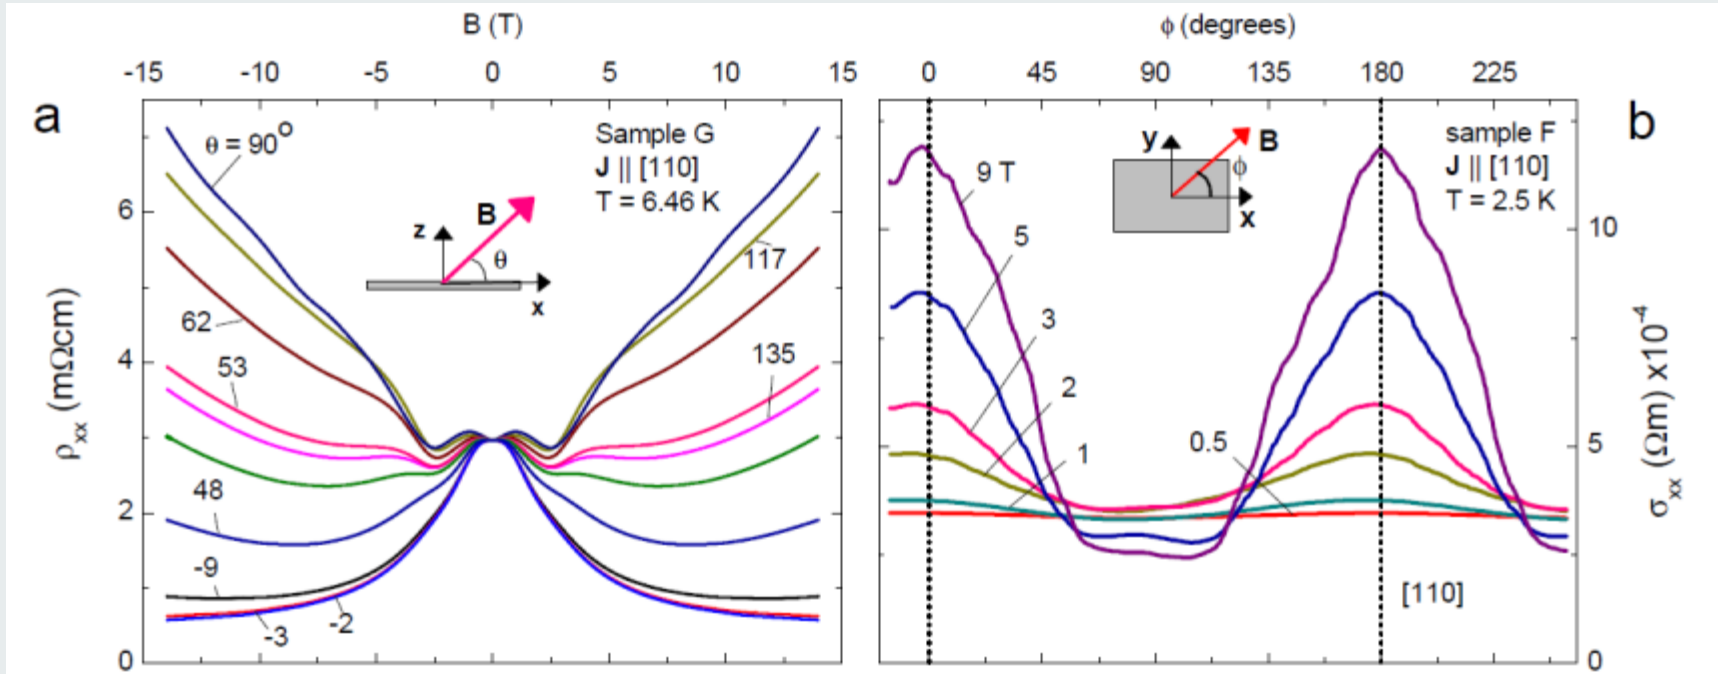 B (T)
-15 -10 -5 0 5 10 15
a
θ = 90°
Sample G
J || [110]
T = 6.46 K
z
B
θ
x
117
62
53
135
48
-9
-3
-2
6
4
2
0
ρxx (mΩcm)
ϕ (degrees)
0 45 90 135 180 225
b
y
B
ϕ
x
sample F
J || [110]
T = 2.5 K
9 T
5
3
2
1
0.5
[110]
10
5
0
σxx (Ωm) x10⁻⁴